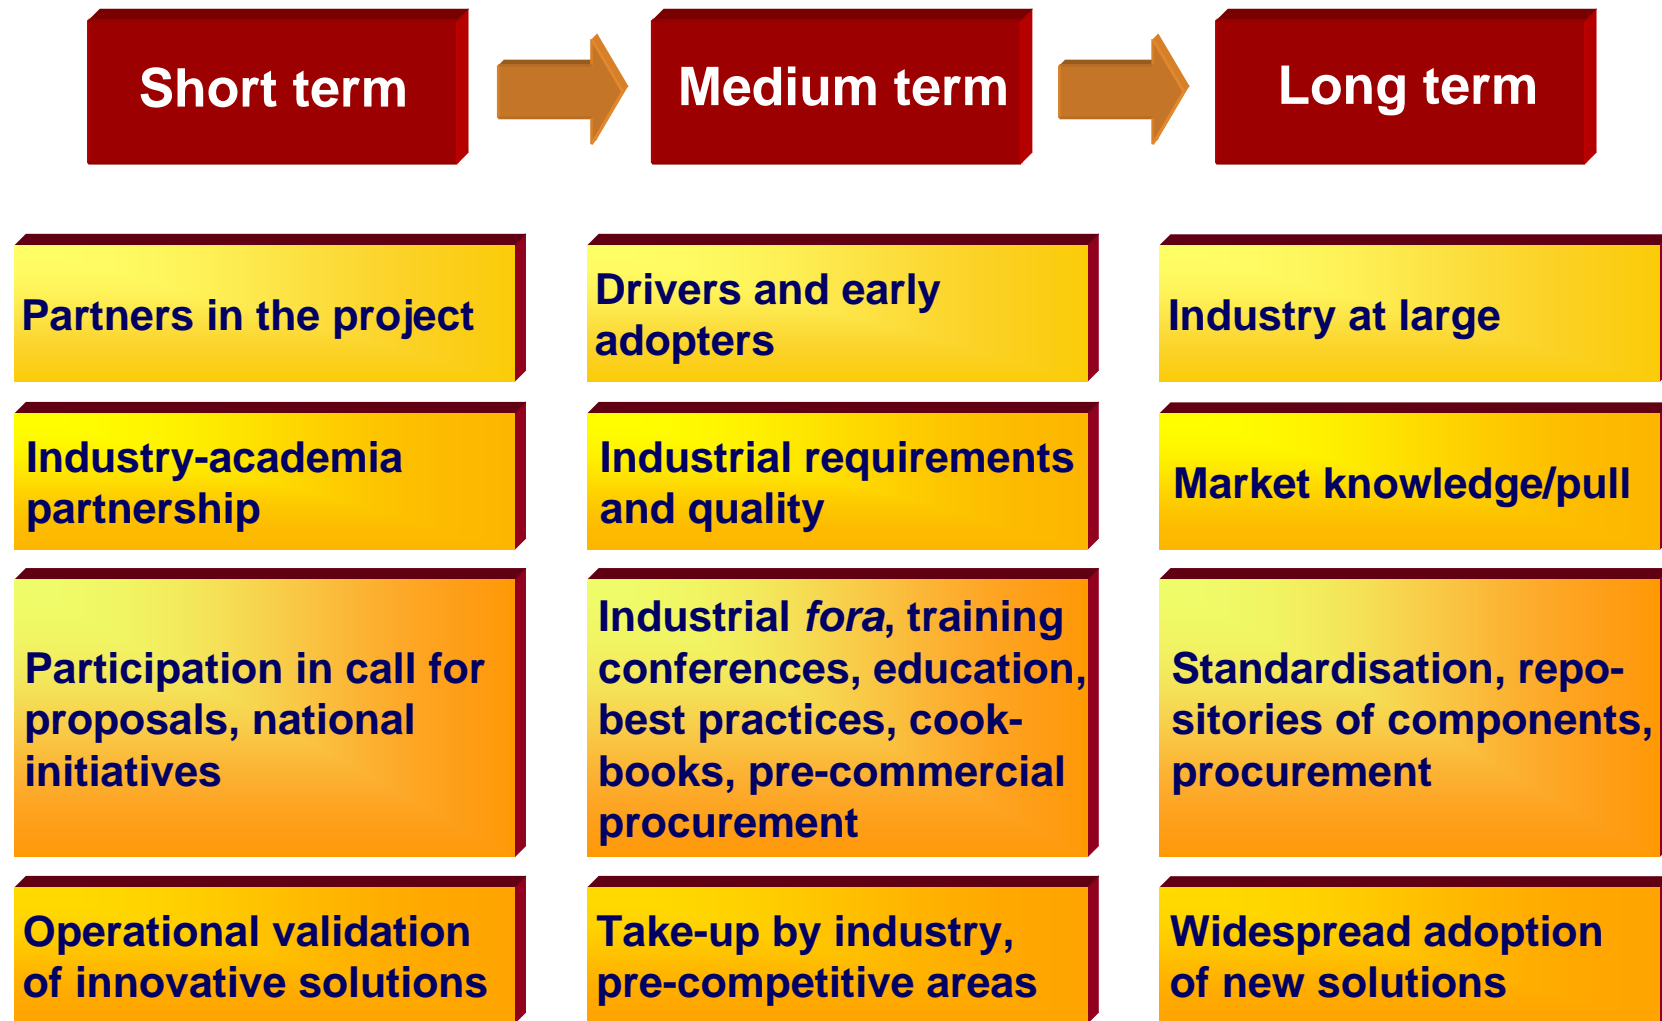 Short term
Medium term
Long term
Partners in the project
Drivers and early
adopters
Industry at large
Industry-academia
partnership
Industrial requirements
and quality
Market knowledge/pull
Participation in call for
proposals, national
initiatives
Industrial fora, training
conferences, education,
best practices, cook-
books, pre-commercial
procurement
Standardisation, repo-
sitories of components,
procurement
Operational validation
of innovative solutions
Take-up by industry,
pre-competitive areas
Widespread adoption
of new solutions